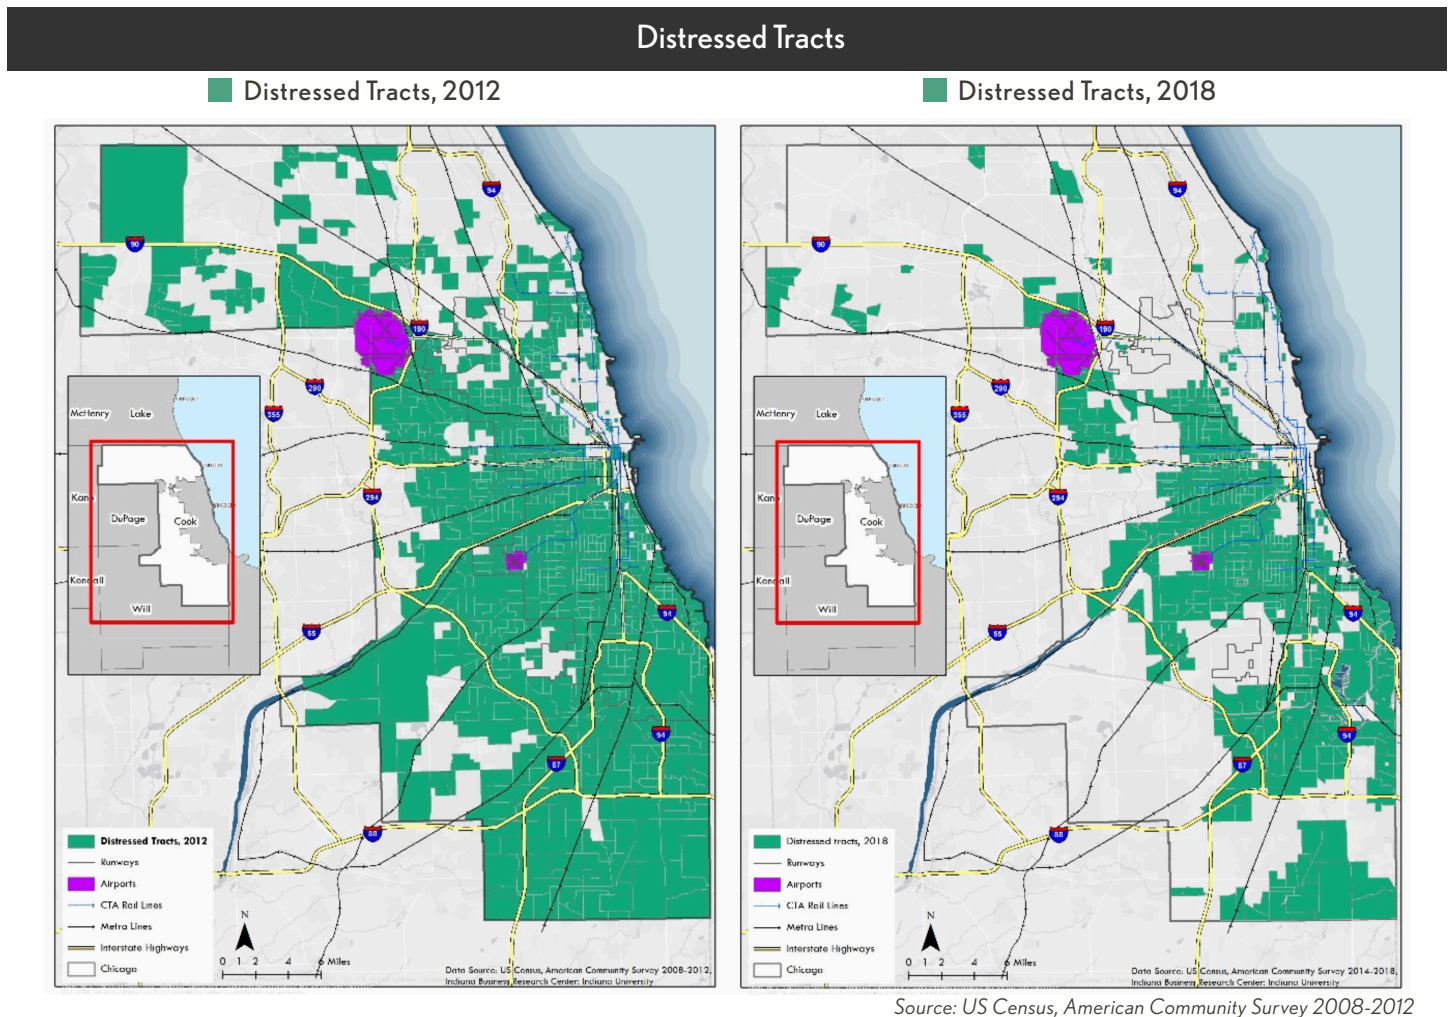 Distressed Tracts
Distressed Tracts, 2012
94
90
190
290
355
McHenry
Lake
Kane
DuPage
Cook
294
Kendall
Will
55
94
94
57
80
Distressed Tracts, 2012
Runways
Airports
CTA Rail Lines
Metra Lines
Interstate Highways
Chicago
N
0 1 2 4 6 Miles
Data Source: US Census, American Community Survey 2008-2012,
Indiana Business Research Center: Indiana University
Distressed Tracts, 2018
94
90
190
290
355
McHenry
Lake
Kane
DuPage
Cook
294
Kendall
Will
55
94
94
57
80
Distressed tracts, 2018
Runways
Airports
CTA Rail Lines
Metra Lines
Interstate Highways
Chicago
N
0 1 2 4 6 Miles
Data Source: US Census, American Community Survey 2014-2018,
Indiana Business Research Center: Indiana University
Source: US Census, American Community Survey 2008-2012